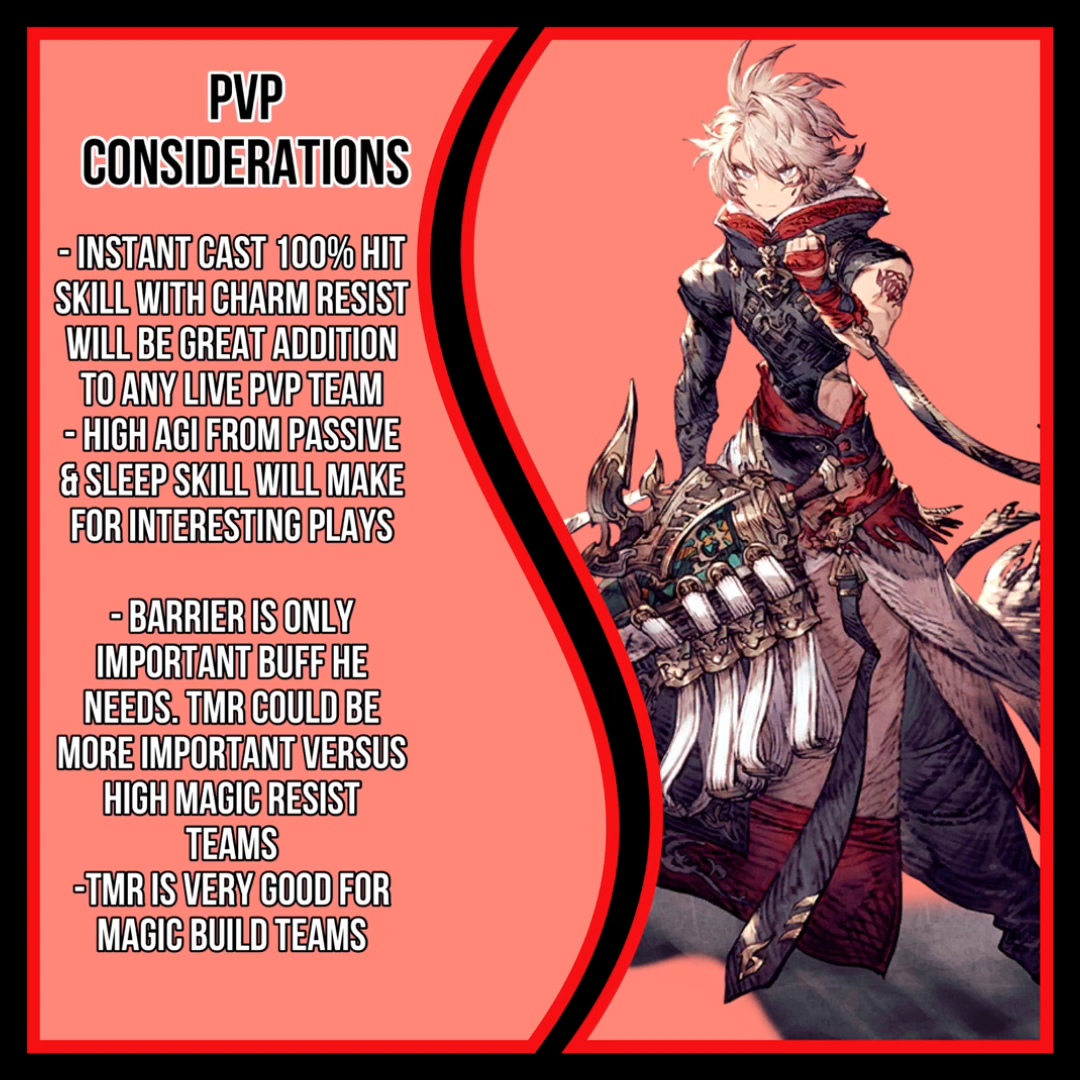 PVP
CONSIDERATIONS
- INSTANT CAST 100% HIT
SKILL WITH CHARM RESIST
WILL BE GREAT ADDITION
TO ANY LIVE PVP TEAM
- HIGH AGI FROM PASSIVE
& SLEEP SKILL WILL MAKE
FOR INTERESTING PLAYS
- BARRIER IS ONLY
IMPORTANT BUFF HE
NEEDS. TMR COULD BE
MORE IMPORTANT VERSUS
HIGH MAGIC RESIST
TEAMS
-TMR IS VERY GOOD FOR
MAGIC BUILD TEAMS